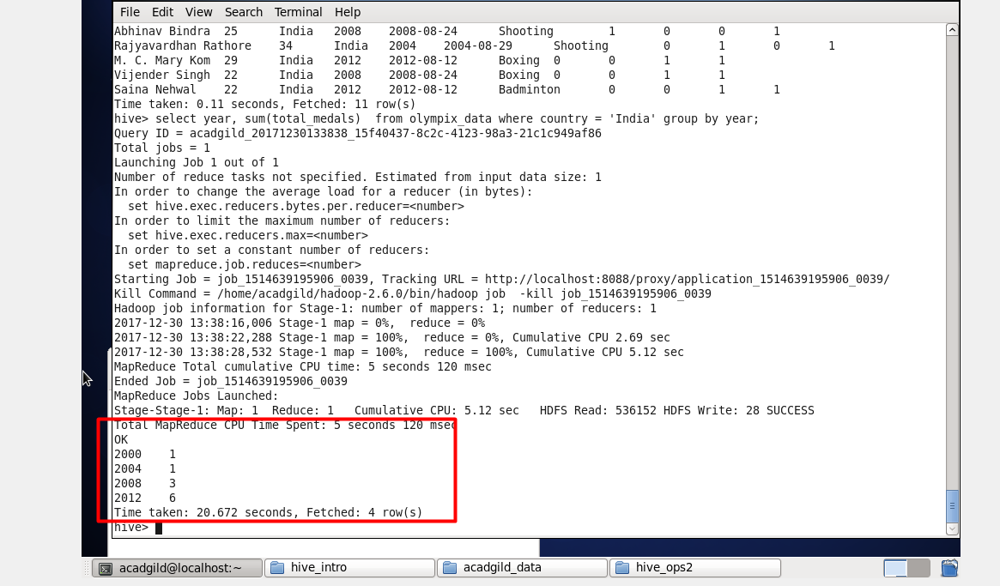 File Edit View Search Terminal Help
Abhinav Bindra 25 India 2008 2008-08-24 Shooting 1 0 0 1
Rajyavardhan Rathore 34 India 2004 2004-08-29 Shooting 0 1 0 1
M. C. Mary Kom 29 India 2012 2012-08-12 Boxing 0 0 1 1
Vijender Singh 22 India 2008 2008-08-24 Boxing 0 0 1 1
Saina Nehwal 22 India 2012 2012-08-12 Badminton 0 0 1 1
Time taken: 0.11 seconds, Fetched: 11 row(s)
hive> select year, sum(total_medals)  from olympix_data where country = 'India' group by year;
Query ID = acadgild_20171230133838_15f40437-8c2c-4123-98a3-21c1c949af86
Total jobs = 1
Launching Job 1 out of 1
Number of reduce tasks not specified. Estimated from input data size: 1
In order to change the average load for a reducer (in bytes):
  set hive.exec.reducers.bytes.per.reducer=<number>
In order to limit the maximum number of reducers:
  set hive.exec.reducers.max=<number>
In order to set a constant number of reducers:
  set mapreduce.job.reduces=<number>
Starting Job = job_1514639195906_0039, Tracking URL = http://localhost:8088/proxy/application_1514639195906_0039/
Kill Command = /home/acadgild/hadoop-2.6.0/bin/hadoop job  -kill job_1514639195906_0039
Hadoop job information for Stage-1: number of mappers: 1; number of reducers: 1
2017-12-30 13:38:16,006 Stage-1 map = 0%,  reduce = 0%
2017-12-30 13:38:22,288 Stage-1 map = 100%,  reduce = 0%, Cumulative CPU 2.69 sec
2017-12-30 13:38:28,532 Stage-1 map = 100%,  reduce = 100%, Cumulative CPU 5.12 sec
MapReduce Total cumulative CPU time: 5 seconds 120 msec
Ended Job = job_1514639195906_0039
MapReduce Jobs Launched:
Stage-Stage-1: Map: 1  Reduce: 1   Cumulative CPU: 5.12 sec   HDFS Read: 536152 HDFS Write: 28 SUCCESS
Total MapReduce CPU Time Spent: 5 seconds 120 msec
OK
2000 1
2004 1
2008 3
2012 6
Time taken: 20.672 seconds, Fetched: 4 row(s)
hive>
acadgild@localhost:~ hive_intro acadgild_data hive_ops2